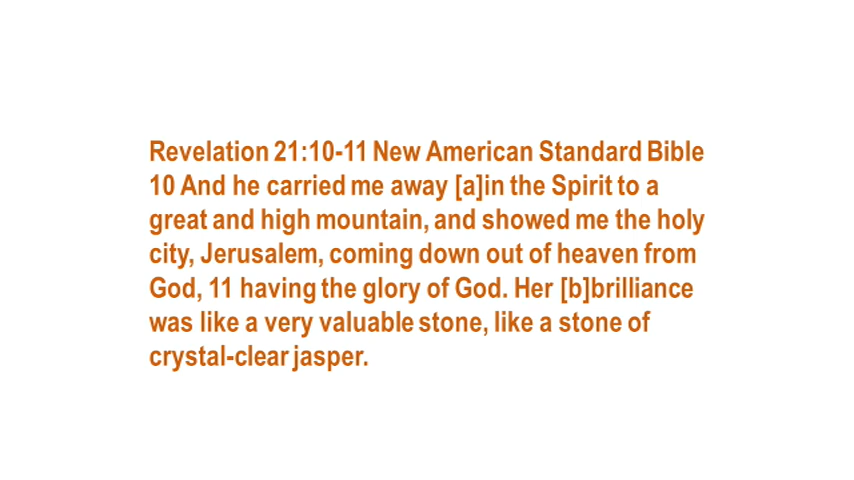 Revelation 21:10-11 New American Standard Bible
10 And he carried me away [a]in the Spirit to a
great and high mountain, and showed me the holy
city, Jerusalem, coming down out of heaven from
God, 11 having the glory of God. Her [b]brilliance
was like a very valuable stone, like a stone of
crystal-clear jasper.